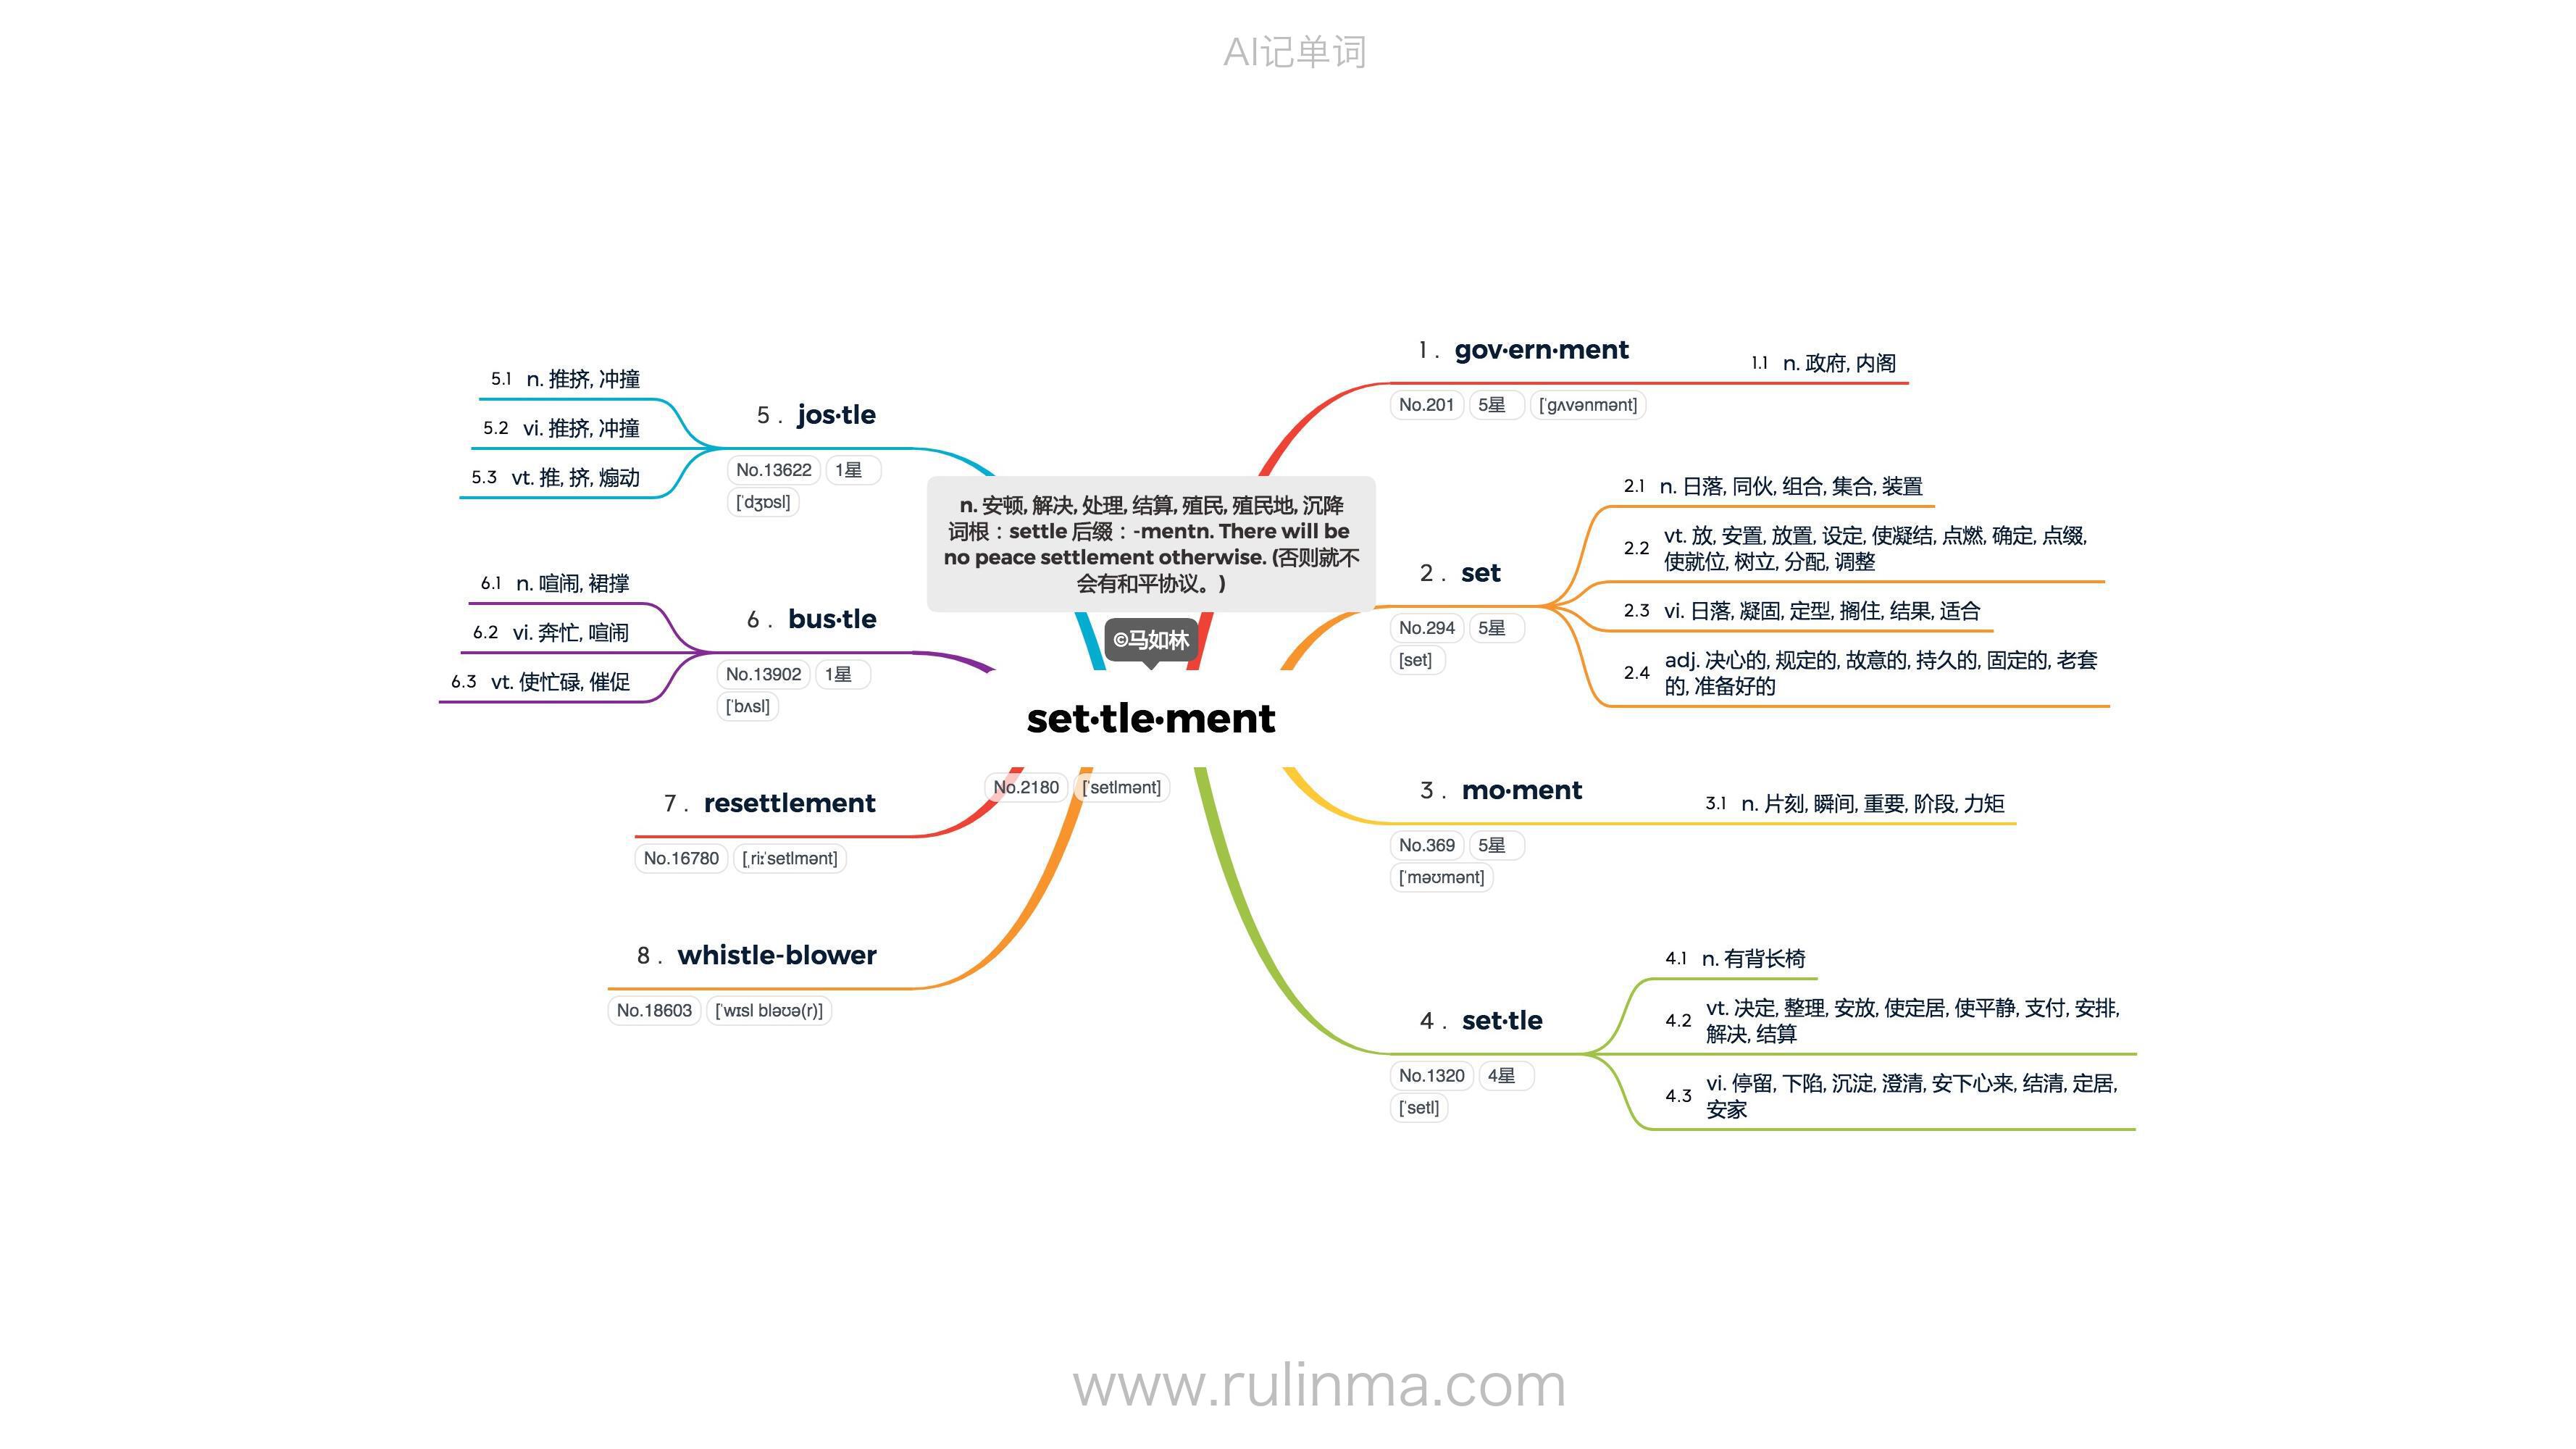 AI记单词
n. 安顿, 解决, 处理, 结算, 殖民, 殖民地, 沉降
词根：settle 后缀：-mentn. There will be
no peace settlement otherwise. (否则就不
会有和平协议。)
©马如林
set·tle·ment
No.2180 [ˈsetlmənt]
1 . gov·ern·ment
No.201 5星 [ˈgʌvənmənt]
1.1 n. 政府, 内阁
2 . set
No.294 5星
[set]
2.1 n. 日落, 同伙, 组合, 集合, 装置
2.2 vt. 放, 安置, 放置, 设定, 使凝结, 点燃, 确定, 点缀,
使就位, 树立, 分配, 调整
2.3 vi. 日落, 凝固, 定型, 搁住, 结果, 适合
2.4 adj. 决心的, 规定的, 故意的, 持久的, 固定的, 老套
的, 准备好的
3 . mo·ment
No.369 5星
[ˈməʊmənt]
3.1 n. 片刻, 瞬间, 重要, 阶段, 力矩
4 . set·tle
No.1320 4星
[ˈsetl]
4.1 n. 有背长椅
4.2 vt. 决定, 整理, 安放, 使定居, 使平静, 支付, 安排,
解决, 结算
4.3 vi. 停留, 下陷, 沉淀, 澄清, 安下心来, 结清, 定居,
安家
5 . jos·tle
No.13622 1星
[ˈdʒɒsl]
5.1 n. 推挤, 冲撞
5.2 vi. 推挤, 冲撞
5.3 vt. 推, 挤, 煽动
6 . bus·tle
No.13902 1星
[ˈbʌsl]
6.1 n. 喧闹, 裙撑
6.2 vi. 奔忙, 喧闹
6.3 vt. 使忙碌, 催促
7 . resettlement
No.16780 [ˌriːˈsetlmənt]
8 . whistle-blower
No.18603 [ˈwɪsl bləʊə(r)]
www.rulinma.com